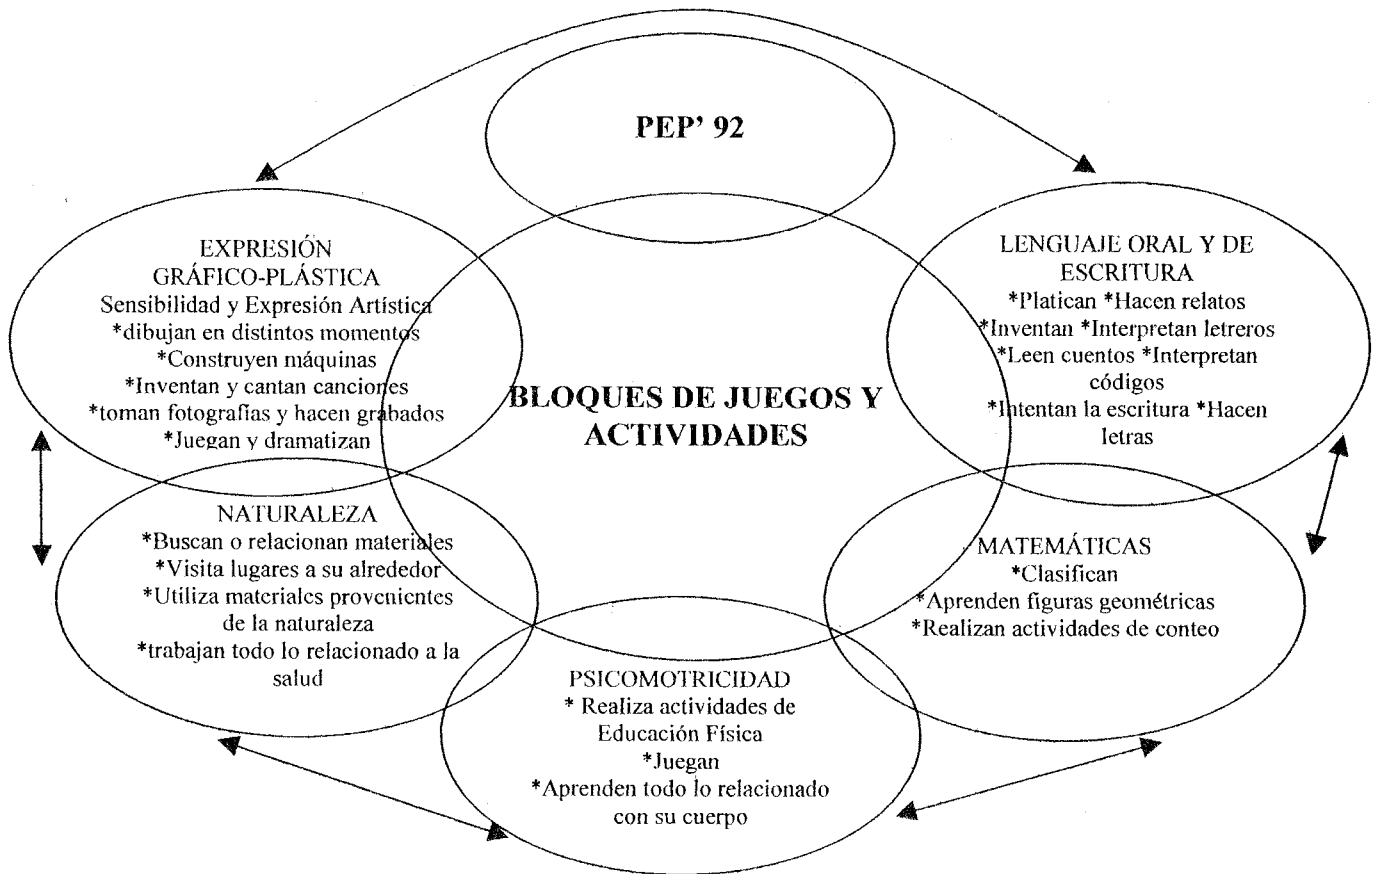 PEP' 92
EXPRESIÓN
GRÁFICO-PLÁSTICA
Sensibilidad y Expresión Artística
*dibujan en distintos momentos
*Construyen máquinas
*Inventan y cantan canciones
*toman fotografías y hacen grabados
*Juegan y dramatizan
LENGUAJE ORAL Y DE
ESCRITURA
*Platican *Hacen relatos
*Inventan *Interpretan letreros
*Leen cuentos *Interpretan
códigos
*Intentan la escritura *Hacen
letras
BLOQUES DE JUEGOS Y
ACTIVIDADES
NATURALEZA
*Buscan o relacionan materiales
*Visita lugares a su alrededor
*Utiliza materiales provenientes
de la naturaleza
*trabajan todo lo relacionado a la
salud
MATEMÁTICAS
*Clasifican
*Aprenden figuras geométricas
*Realizan actividades de conteo
PSICOMOTRICIDAD
* Realiza actividades de
Educación Física
*Juegan
*Aprenden todo lo relacionado
con su cuerpo